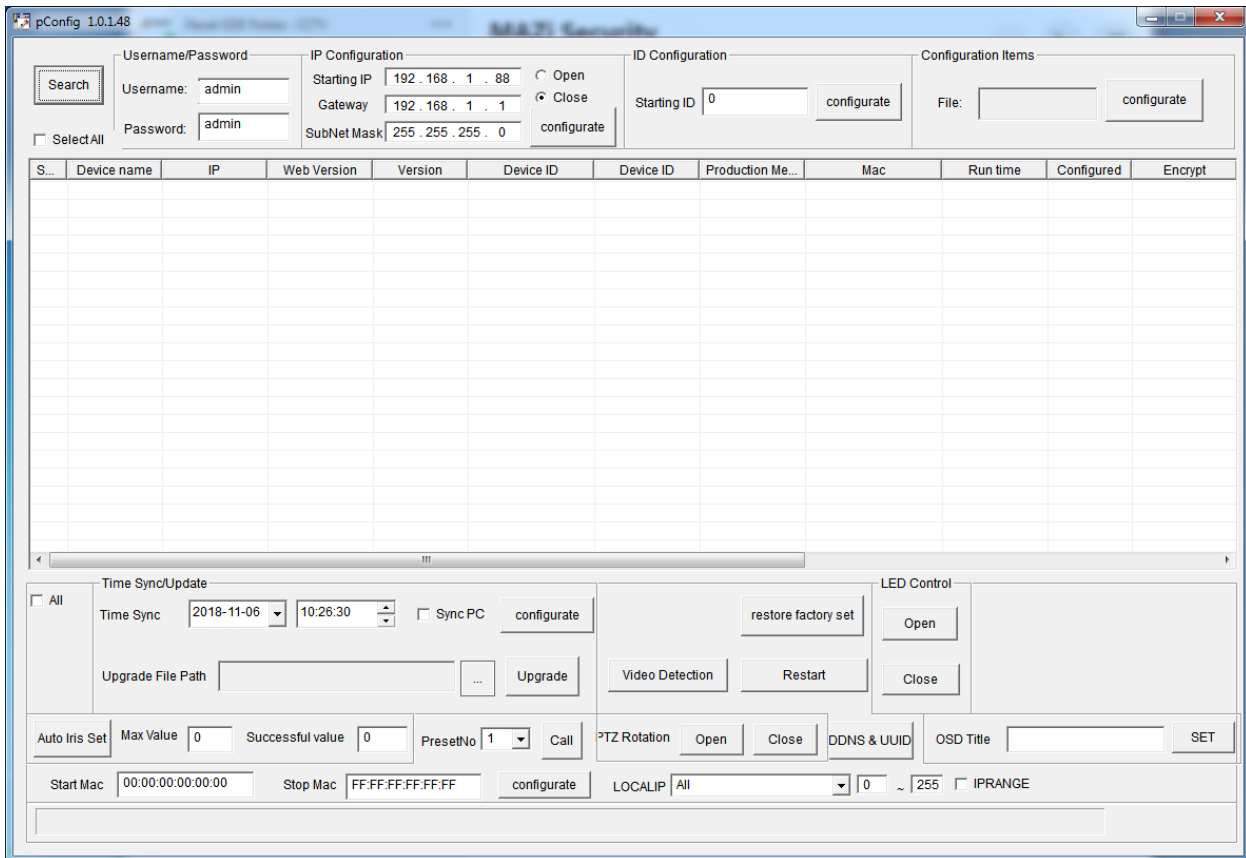 pConfig 1.0.1.48
MAZi Security
Search
Select All
Username/Password
Username: admin
Password: admin
IP Configuration
Starting IP 192 . 168 . 1 . 88
Gateway 192 . 168 . 1 . 1
SubNet Mask 255 . 255 . 255 . 0
Open
Close
configurate
ID Configuration
Starting ID 0
configurate
Configuration Items
File:
configurate
S... Device name IP Web Version Version Device ID Device ID Production Me... Mac Run time Configured Encrypt
All
Time Sync/Update
Time Sync 2018-11-06 10:26:30 Sync PC configurate
Upgrade File Path ... Upgrade
restore factory set
Video Detection Restart
LED Control
Open
Close
Auto Iris Set Max Value 0 Successful value 0 PresetNo 1 Call PTZ Rotation Open Close DDNS & UUID OSD Title SET
Start Mac 00:00:00:00:00:00 Stop Mac FF:FF:FF:FF:FF:FF configurate LOCALIP All 0 ~ 255 IPRANGE